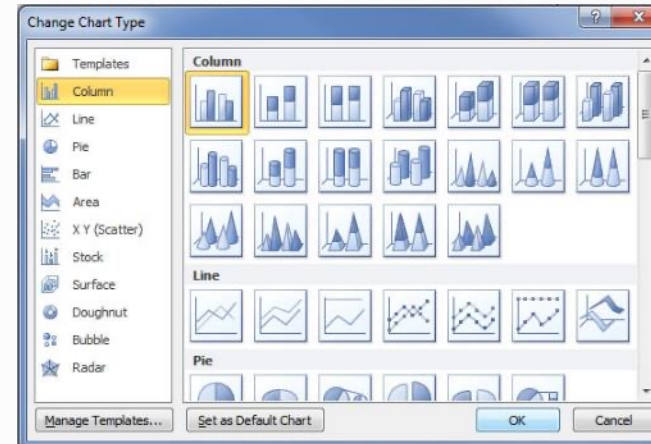 Change Chart Type
Templates
Column
Line
Pie
Bar
Area
X Y (Scatter)
Stock
Surface
Doughnut
Bubble
Radar
Column
Line
Pie
Manage Templates...
Set as Default Chart
OK
Cancel